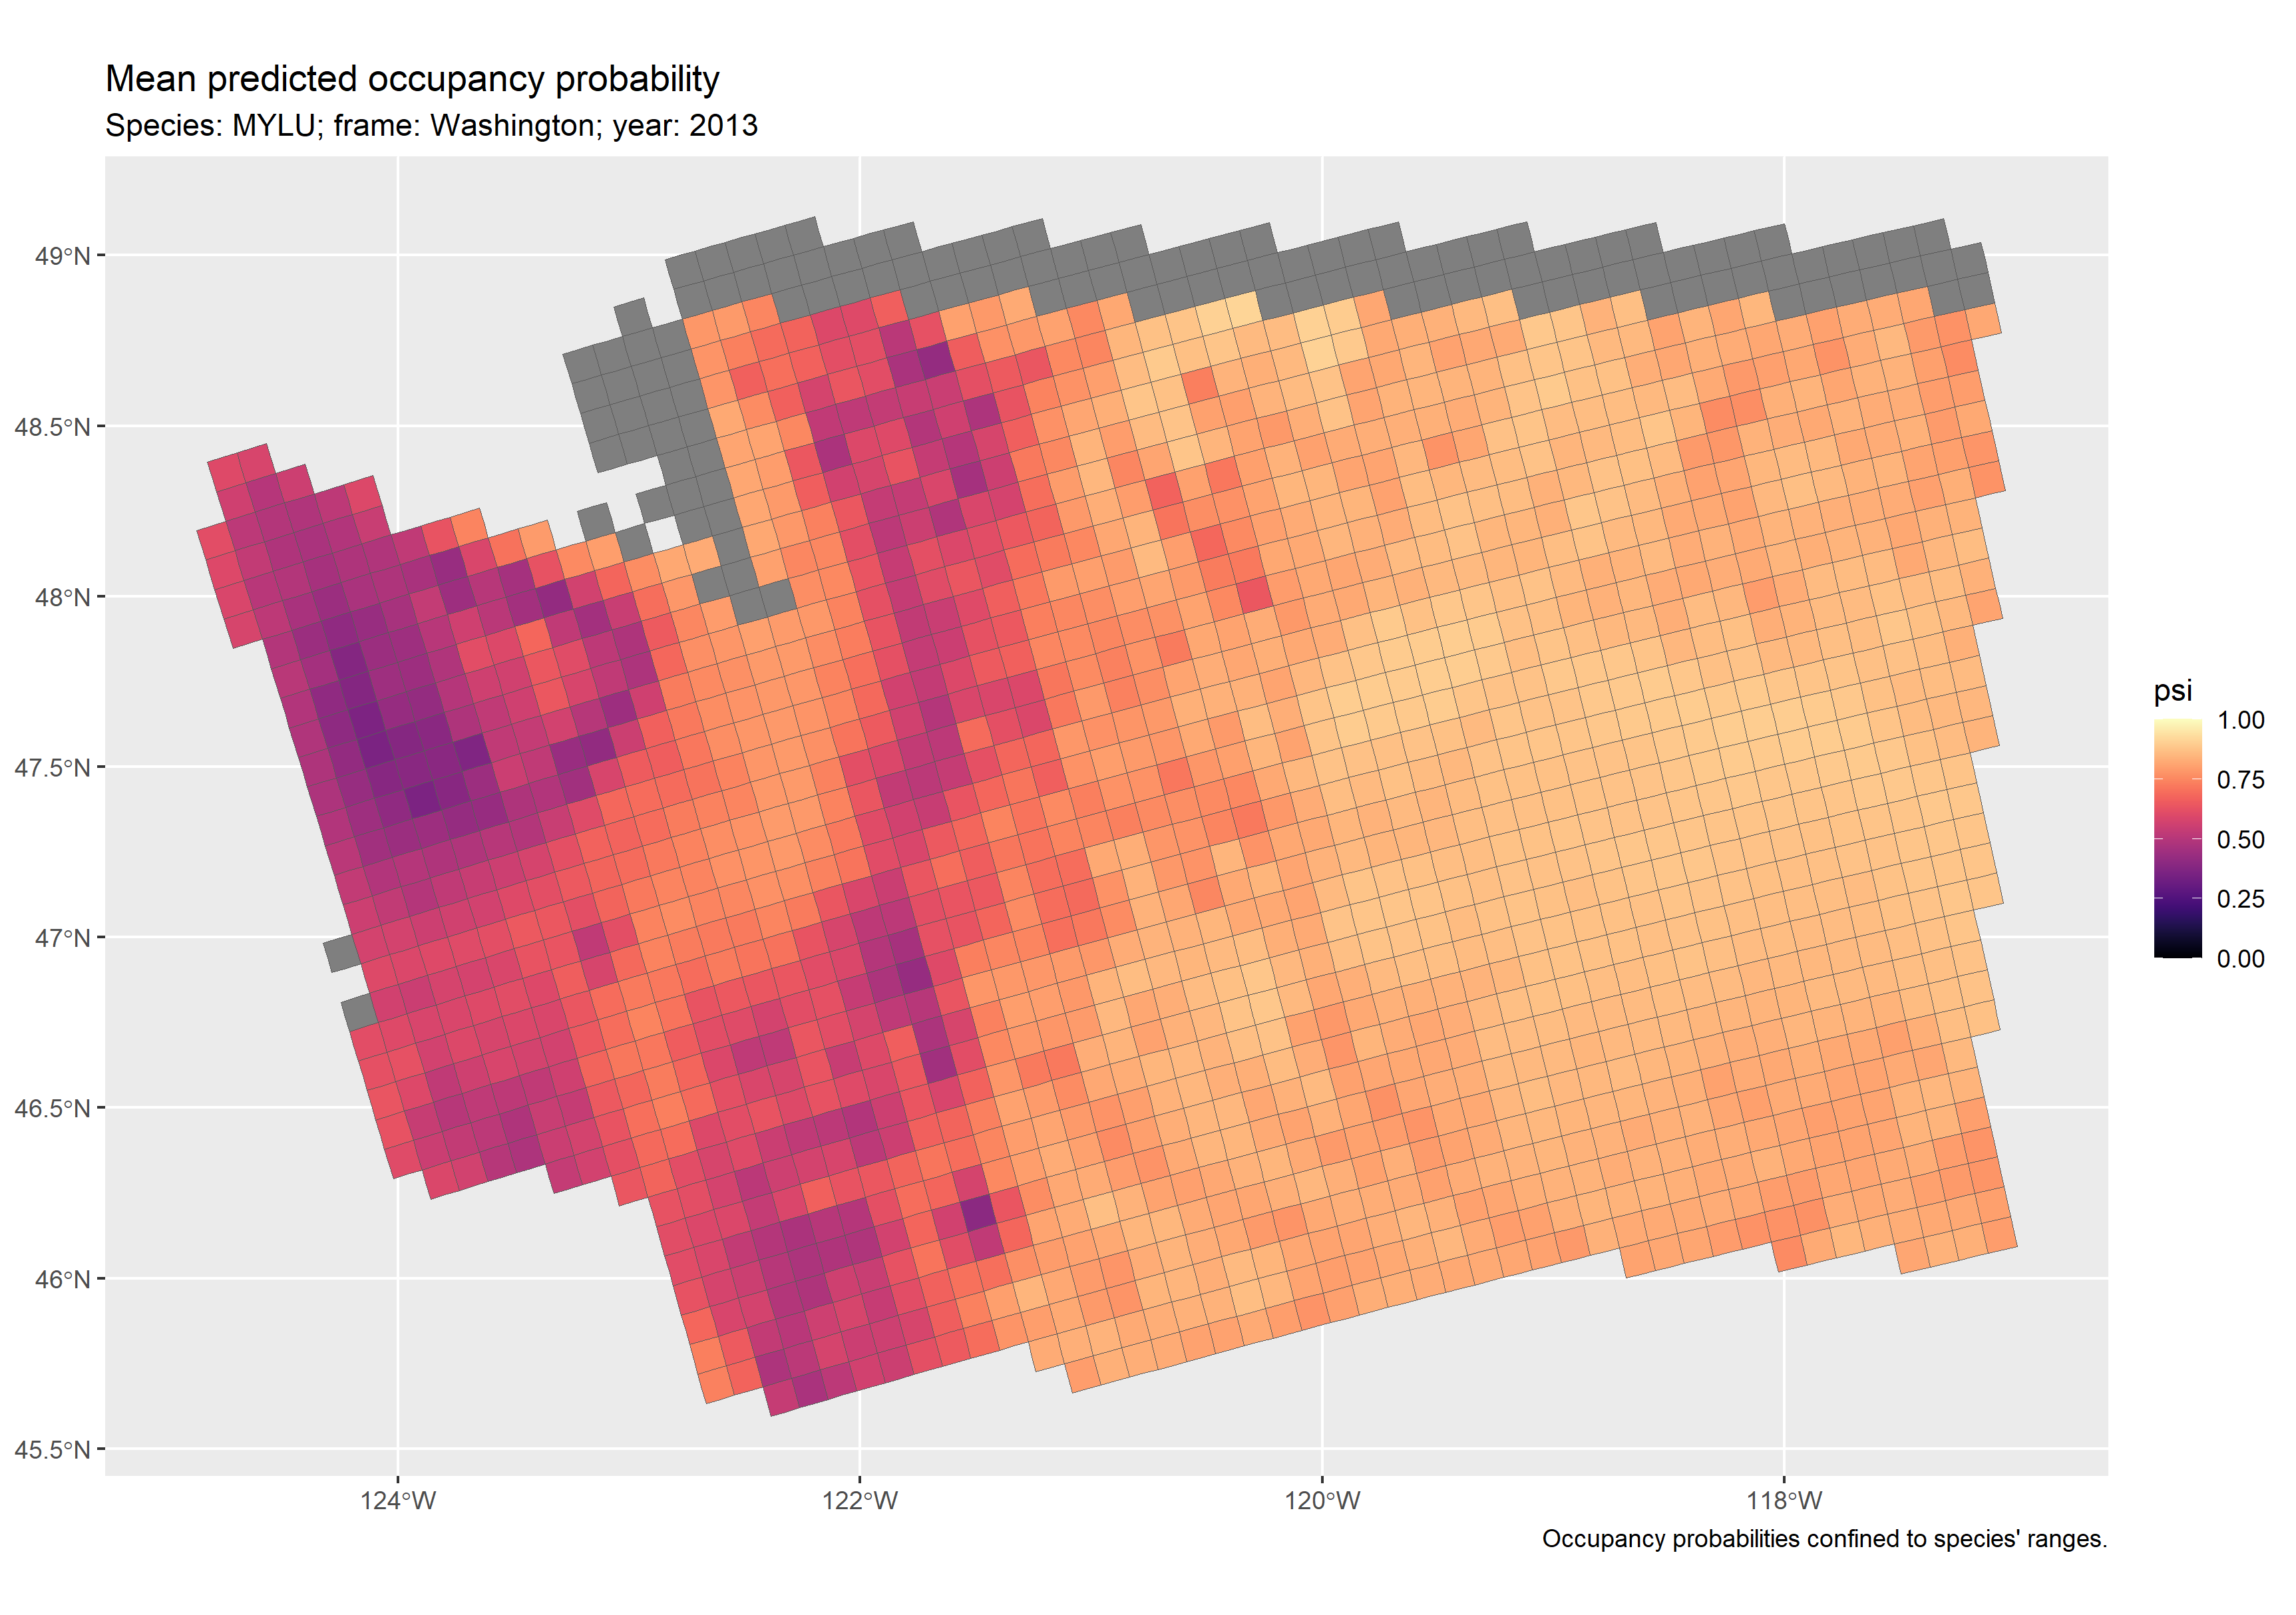 Mean predicted occupancy probability
Species: MYLU; frame: Washington; year: 2013
49°N
48.5°N
48°N
47.5°N
47°N
46.5°N
46°N
45.5°N
124°W
122°W
120°W
118°W
psi
1.00
0.75
0.50
0.25
0.00
Occupancy probabilities confined to species' ranges.